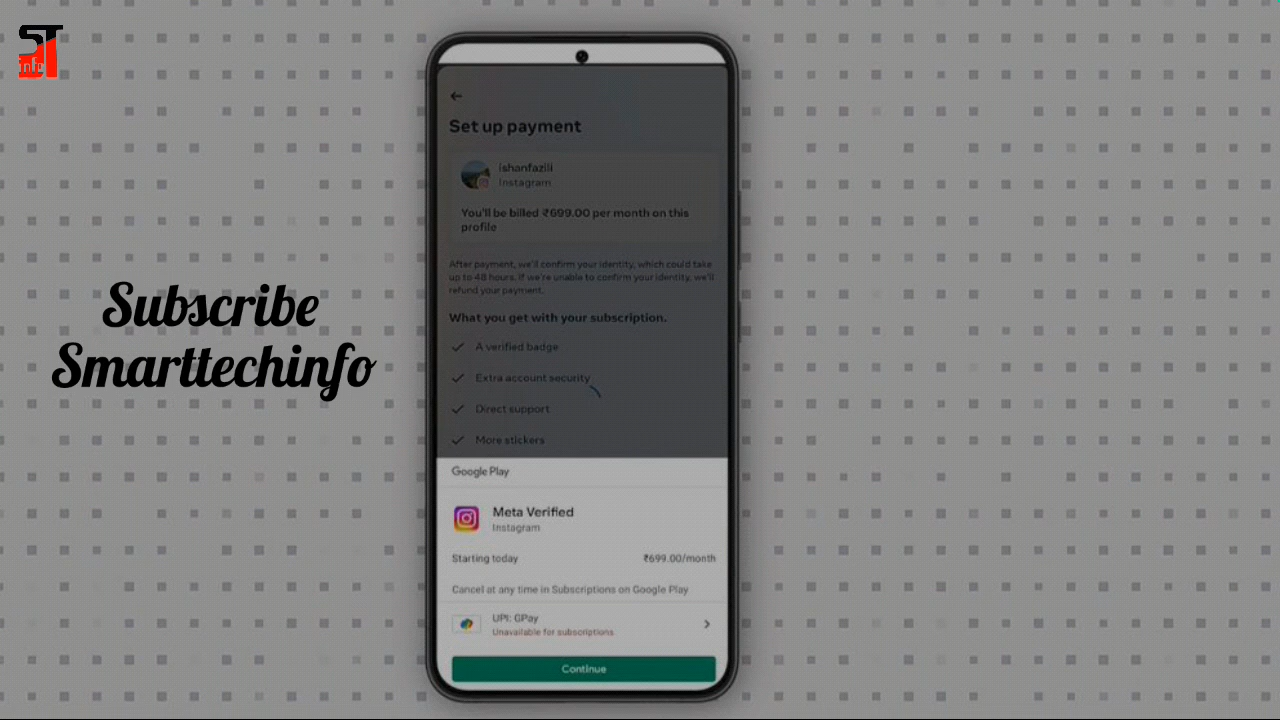 ST
info
Subscribe
Smarttechinfo
Set up payment
ishanfazili
Instagram
You'll be billed ₹699.00 per month on this
profile
After payment, we'll confirm your identity, which could take
up to 48 hours. If we're unable to confirm your identity, we'll
refund your payment.
What you get with your subscription.
A verified badge
Extra account security
Direct support
More stickers
Google Play
Meta Verified
Instagram
Starting today ₹699.00/month
Cancel at any time in Subscriptions on Google Play
UPI: GPay
Unavailable for subscriptions
Continue